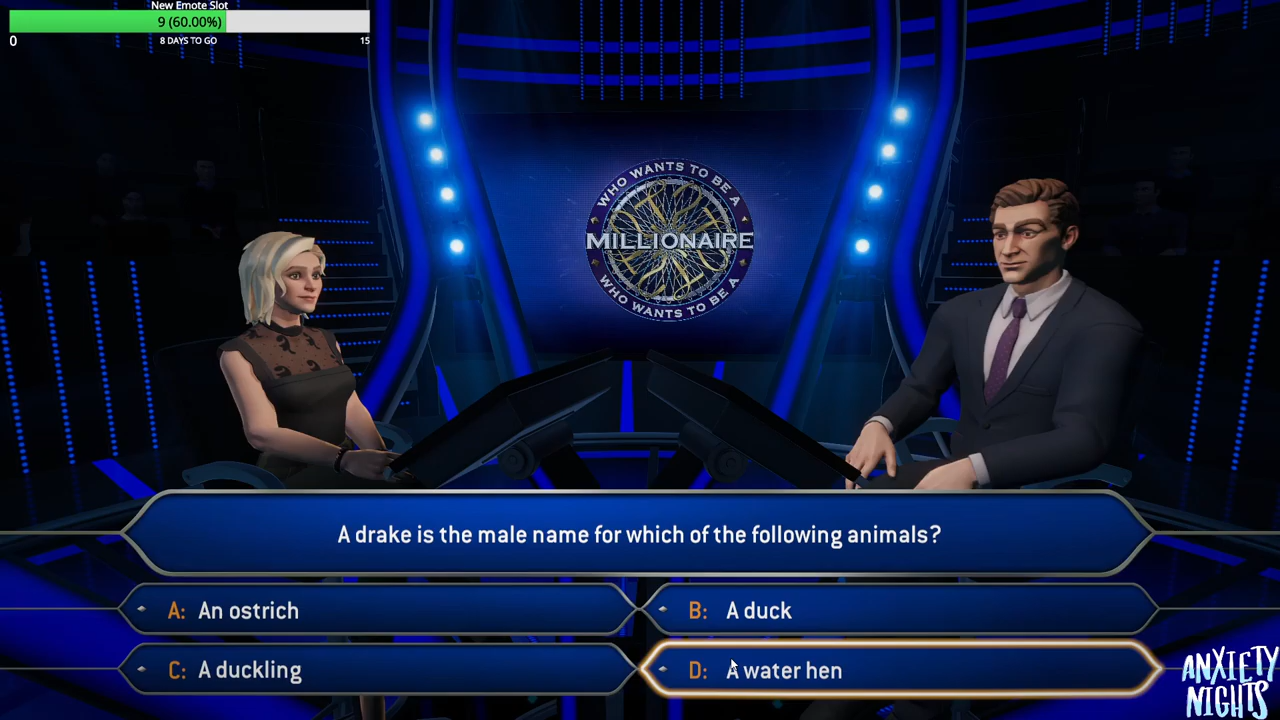 New Emote Slot
9 (60.00%)
0
8 DAYS TO GO
15
WHO WANTS TO BE A
MILLIONAIRE
WHO WANTS TO BE A
A drake is the male name for which of the following animals?
A: An ostrich
B: A duck
C: A duckling
D: A water hen
ANXIETY
NIGHTS